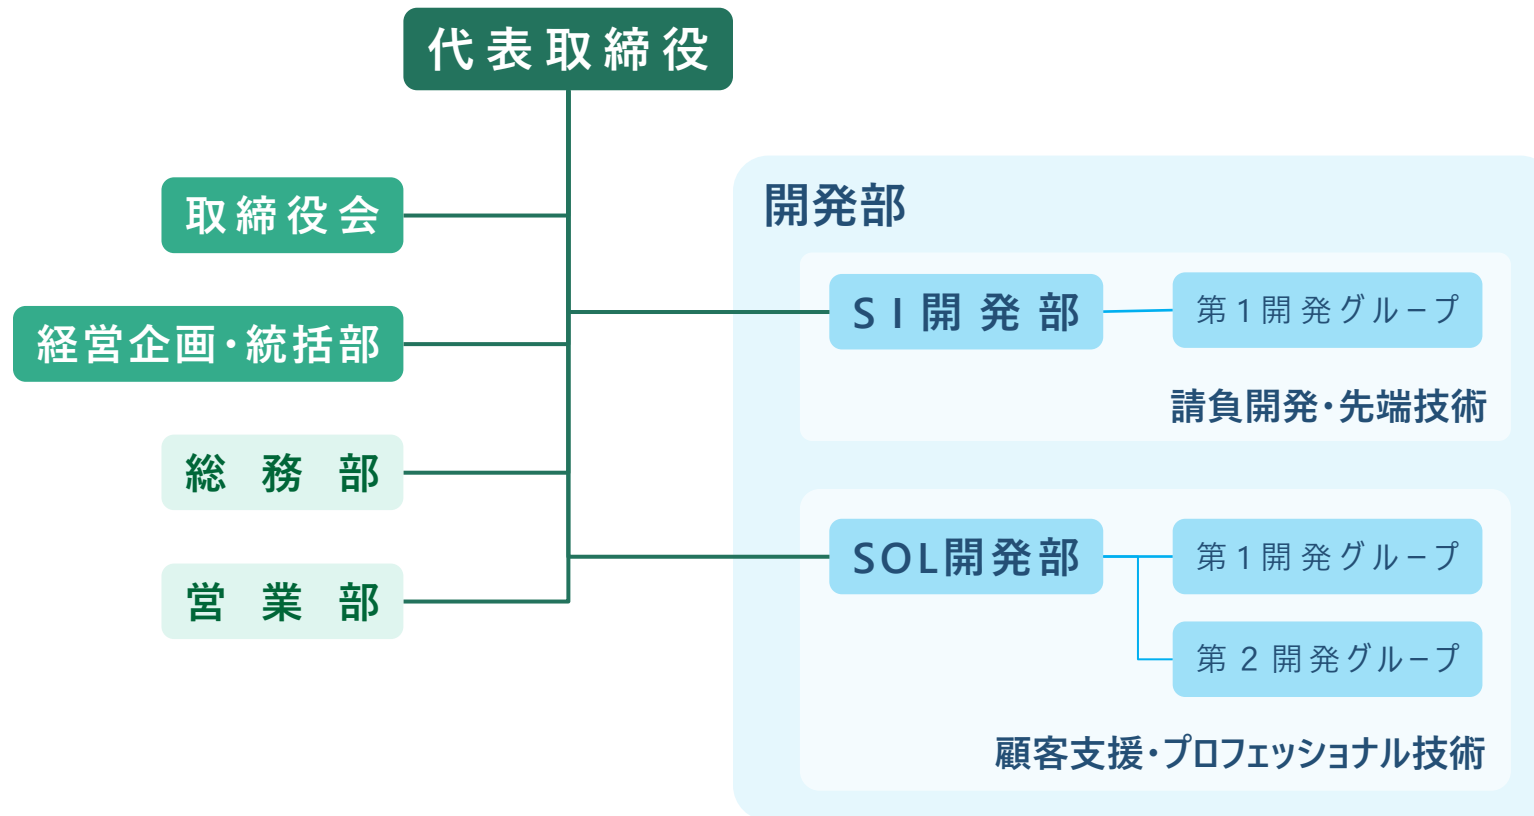 代表取締役
取締役会
経営企画・統括部
総務部
営業部
開発部
SI開発部
第1開発グループ
請負開発・先端技術
SOL開発部
第1開発グループ
第2開発グループ
顧客支援・プロフェッショナル技術